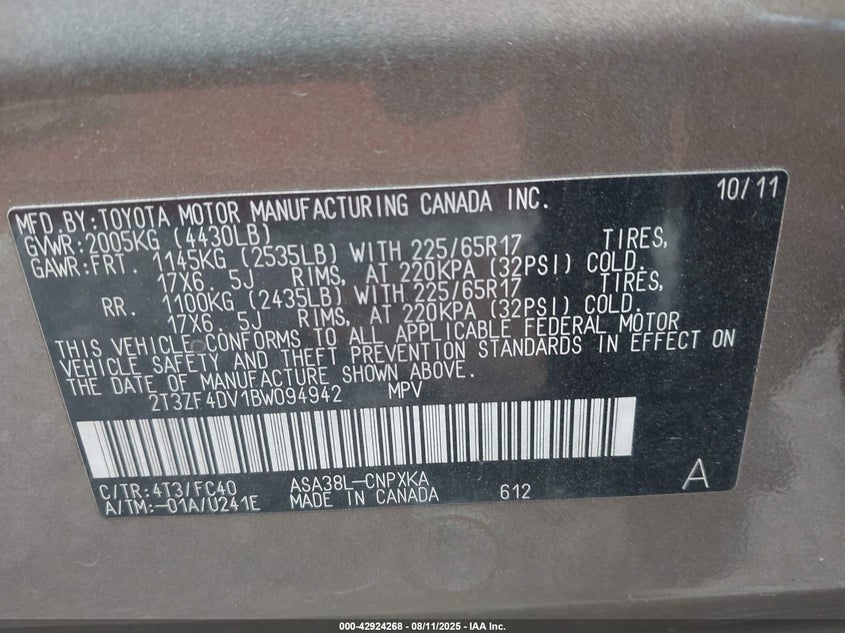 10/11
MFD.BY:TOYOTA MOTOR MANUFACTURING CANADA INC.
GVWR:2005KG (4430LB)
GAWR:FRT. 1145KG (2535LB) WITH 225/65R17 TIRES,
17X6. 5J RIMS, AT 220KPA (32PSI) COLD.
RR. 1100KG (2435LB) WITH 225/65R17 TIRES,
17X6. 5J RIMS, AT 220KPA (32PSI) COLD.
THIS VEHICLE CONFORMS TO ALL APPLICABLE FEDERAL MOTOR
VEHICLE SAFETY AND THEFT PREVENTION STANDARDS IN EFFECT ON
THE DATE OF MANUFACTURE SHOWN ABOVE.
2T3ZF4DV1BW094942 MPV
C/TR:4T3/FC40 ASA38L-CNPXKA A
A/TM:-01A/U241E MADE IN CANADA 612
000-42924268 - 08/11/2025 - IAA Inc.